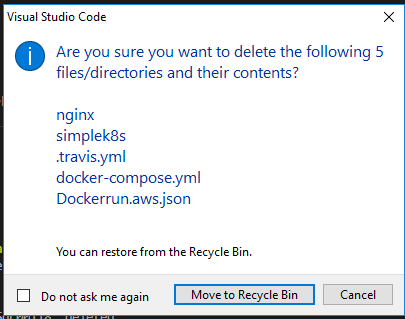 Visual Studio Code
Are you sure you want to delete the following 5
files/directories and their contents?
nginx
simplek8s
.travis.yml
docker-compose.yml
Dockerrun.aws.json
You can restore from the Recycle Bin.
Do not ask me again
Move to Recycle Bin
Cancel